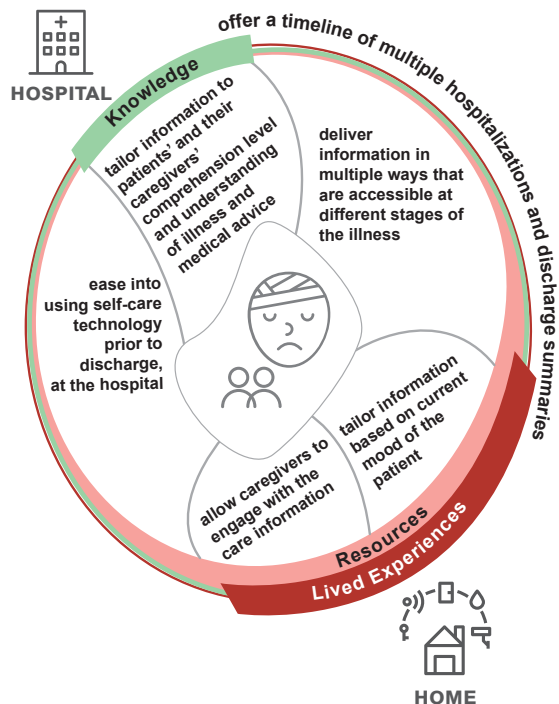 offer a timeline of multiple hospitalizations and discharge summaries
HOSPITAL
Knowledge
tailor information to
patients' and their
caregivers'
comprehension level
and understanding
of illness and
medical advice
deliver
information in
multiple ways that
are accessible at
different stages of
the illness
ease into
using self-care
technology
prior to
discharge,
at the hospital
tailor information
based on current
mood of the
patient
allow caregivers to
engage with the
care information
Resources
Lived Experiences
HOME